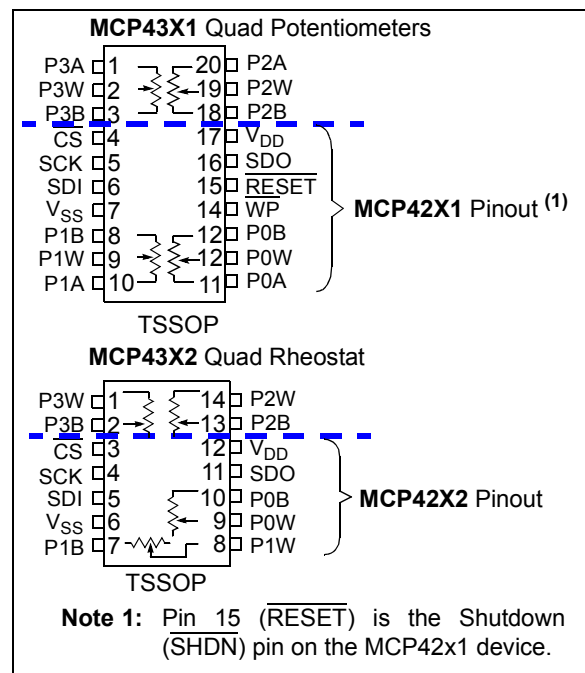 MCP43X1 Quad Potentiometers
P3A 1 20 P2A
P3W 2 19 P2W
P3B 3 18 P2B
CS 4 17 VDD
SCK 5 16 SDO
SDI 6 15 RESET
VSS 7 14 WP
P1B 8 12 P0B
P1W 9 12 P0W
P1A 10 11 P0A
MCP42X1 Pinout (1)
TSSOP
MCP43X2 Quad Rheostat
P3W 1 14 P2W
P3B 2 13 P2B
CS 3 12 VDD
SCK 4 11 SDO
SDI 5 10 P0B
VSS 6 9 P0W
P1B 7 8 P1W
MCP42X2 Pinout
TSSOP
Note 1: Pin 15 (RESET) is the Shutdown
(SHDN) pin on the MCP42x1 device.